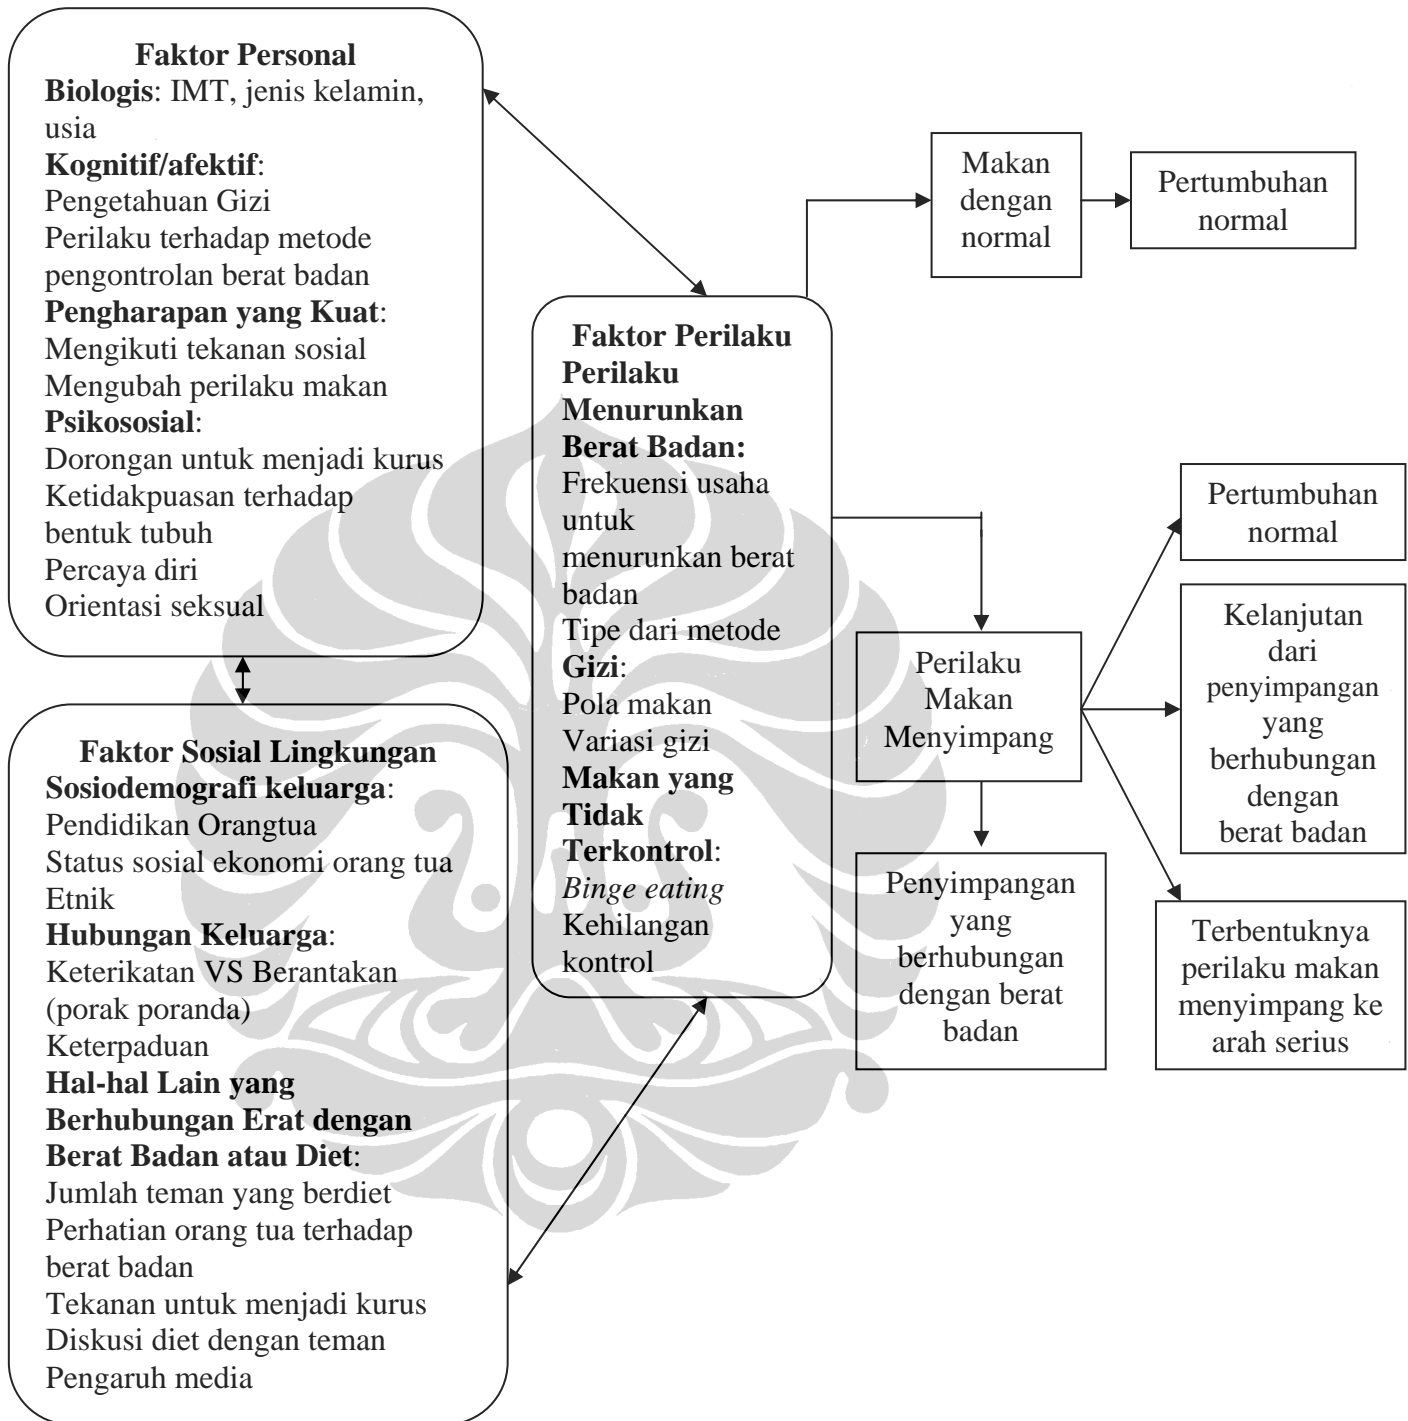 Faktor Personal
Biologis: IMT, jenis kelamin,
usia
Kognitif/afektif:
Pengetahuan Gizi
Perilaku terhadap metode
pengontrolan berat badan
Pengharapan yang Kuat:
Mengikuti tekanan sosial
Mengubah perilaku makan
Psikososial:
Dorongan untuk menjadi kurus
Ketidakpuasan terhadap
bentuk tubuh
Percaya diri
Orientasi seksual
Faktor Sosial Lingkungan
Sosiodemografi keluarga:
Pendidikan Orangtua
Status sosial ekonomi orang tua
Etnik
Hubungan Keluarga:
Keterikatan VS Berantakan
(porak poranda)
Keterpaduan
Hal-hal Lain yang
Berhubungan Erat dengan
Berat Badan atau Diet:
Jumlah teman yang berdiet
Perhatian orang tua terhadap
berat badan
Tekanan untuk menjadi kurus
Diskusi diet dengan teman
Pengaruh media
Faktor Perilaku
Perilaku
Menurunkan
Berat Badan:
Frekuensi usaha
untuk
menurunkan berat
badan
Tipe dari metode
Gizi:
Pola makan
Variasi gizi
Makan yang
Tidak
Terkontrol:
Binge eating
Kehilangan
kontrol
Makan
dengan
normal
Pertumbuhan
normal
Perilaku
Makan
Menyimpang
Penyimpangan
yang
berhubungan
dengan berat
badan
Pertumbuhan
normal
Kelanjutan
dari
penyimpangan
yang
berhubungan
dengan
berat badan
Terbentuknya
perilaku makan
menyimpang ke
arah serius